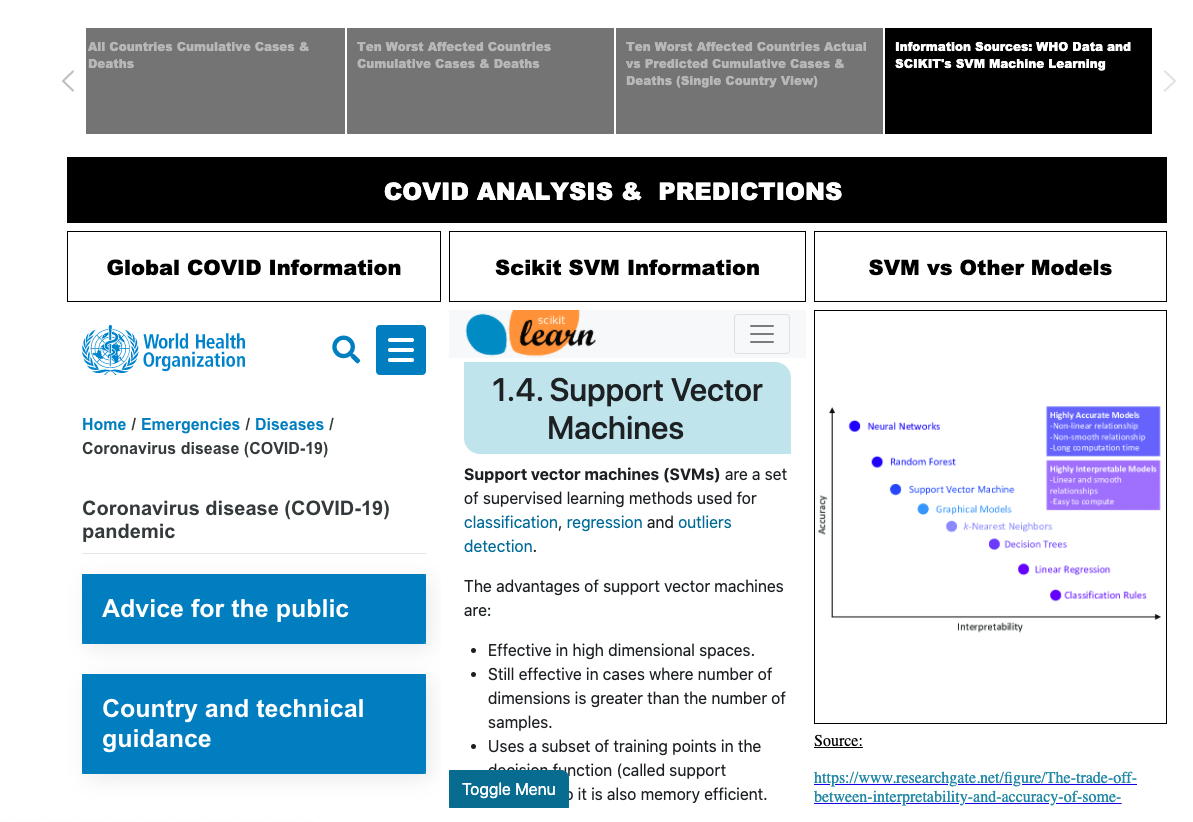 All Countries Cumulative Cases &
Deaths
Ten Worst Affected Countries
Cumulative Cases & Deaths
Ten Worst Affected Countries Actual
vs Predicted Cumulative Cases &
Deaths (Single Country View)
Information Sources: WHO Data and
SCIKIT's SVM Machine Learning
COVID ANALYSIS & PREDICTIONS
Global COVID Information
World Health
Organization
Home / Emergencies / Diseases /
Coronavirus disease (COVID-19)
Coronavirus disease (COVID-19)
pandemic
Advice for the public
Country and technical
guidance
Scikit SVM Information
scikit
learn
1.4. Support Vector
Machines
Support vector machines (SVMs) are a set
of supervised learning methods used for
classification, regression and outliers
detection.
The advantages of support vector machines
are:
• Effective in high dimensional spaces.
• Still effective in cases where number of
dimensions is greater than the number of
samples.
• Uses a subset of training points in the
decision function (called support
it is also memory efficient.
Toggle Menu
SVM vs Other Models
Highly Accurate Models
-Non-linear relationship
-Non-smooth relationship
-Long computation time
Highly Interpretable Models
-Linear and smooth
relationships
-Easy to compute
Neural Networks
Random Forest
Support Vector Machine
Graphical Models
k-Nearest Neighbors
Decision Trees
Linear Regression
Classification Rules
Accuracy
Interpretability
Source:
https://www.researchgate.net/figure/The-trade-off-
between-interpretability-and-accuracy-of-some-